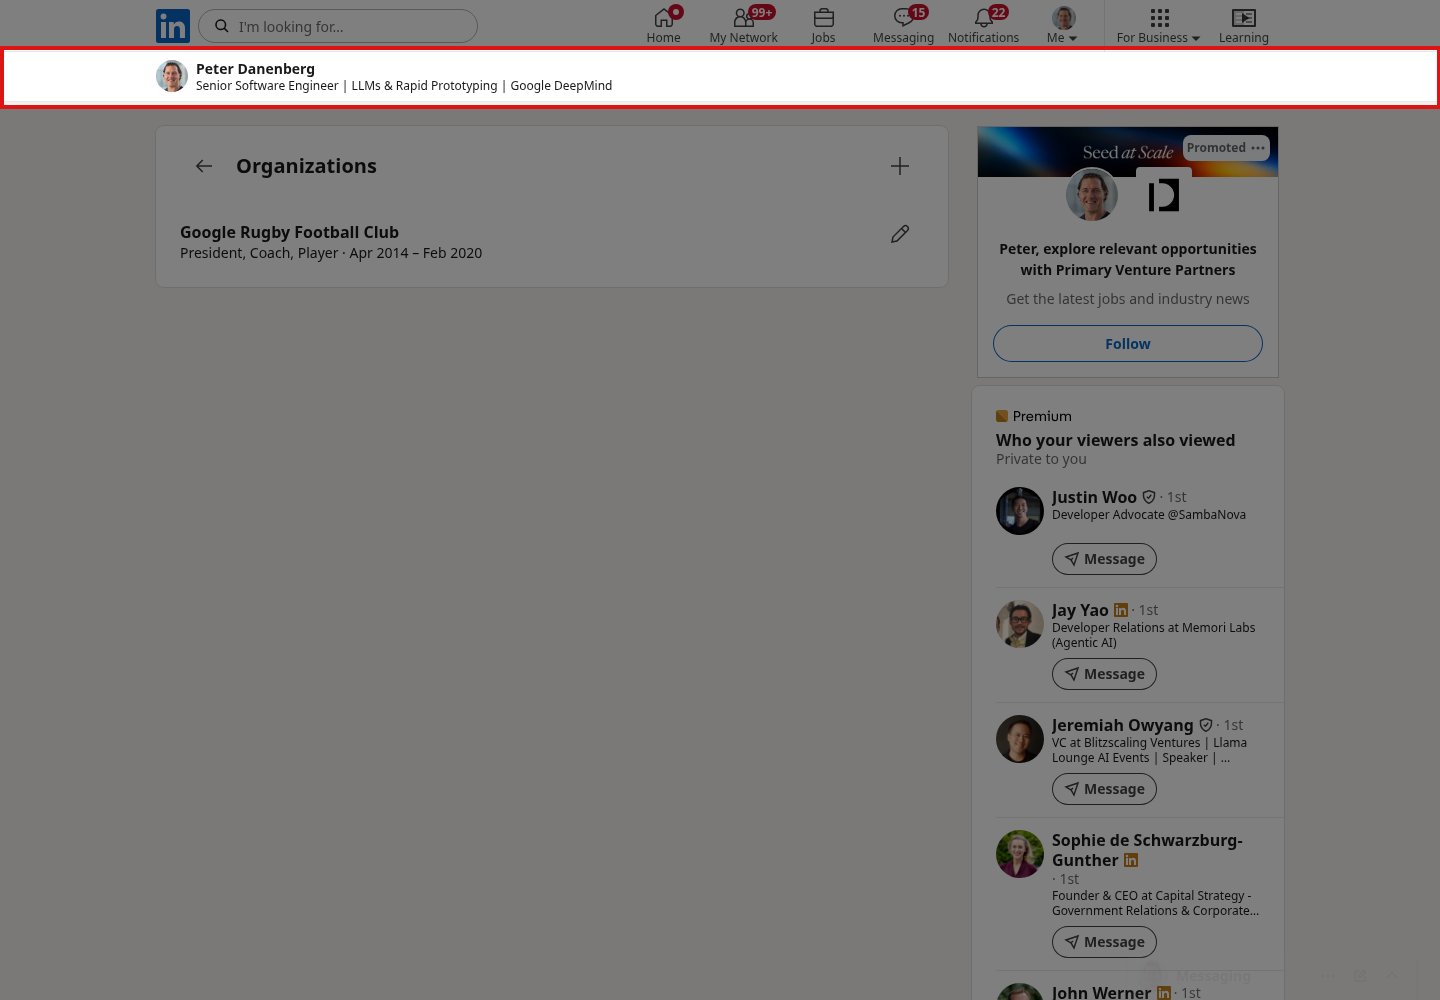 I'm looking for...
Home
99+
My Network
Jobs
15
Messaging
22
Notifications
Me
For Business
Learning
Peter Danenberg
Senior Software Engineer | LLMs & Rapid Prototyping | Google DeepMind
Organizations
Google Rugby Football Club
President, Coach, Player · Apr 2014 – Feb 2020
Seed at Scale
Promoted
Peter, explore relevant opportunities
with Primary Venture Partners
Get the latest jobs and industry news
Follow
Premium
Who your viewers also viewed
Private to you
Justin Woo · 1st
Developer Advocate @SambaNova
Message
Jay Yao in · 1st
Developer Relations at Memori Labs
(Agentic AI)
Message
Jeremiah Owyang · 1st
VC at Blitzscaling Ventures | Llama
Lounge AI Events | Speaker | ...
Message
Sophie de Schwarzburg-
Gunther in
· 1st
Founder & CEO at Capital Strategy -
Government Relations & Corporate...
Message
Messaging
John Werner in · 1st